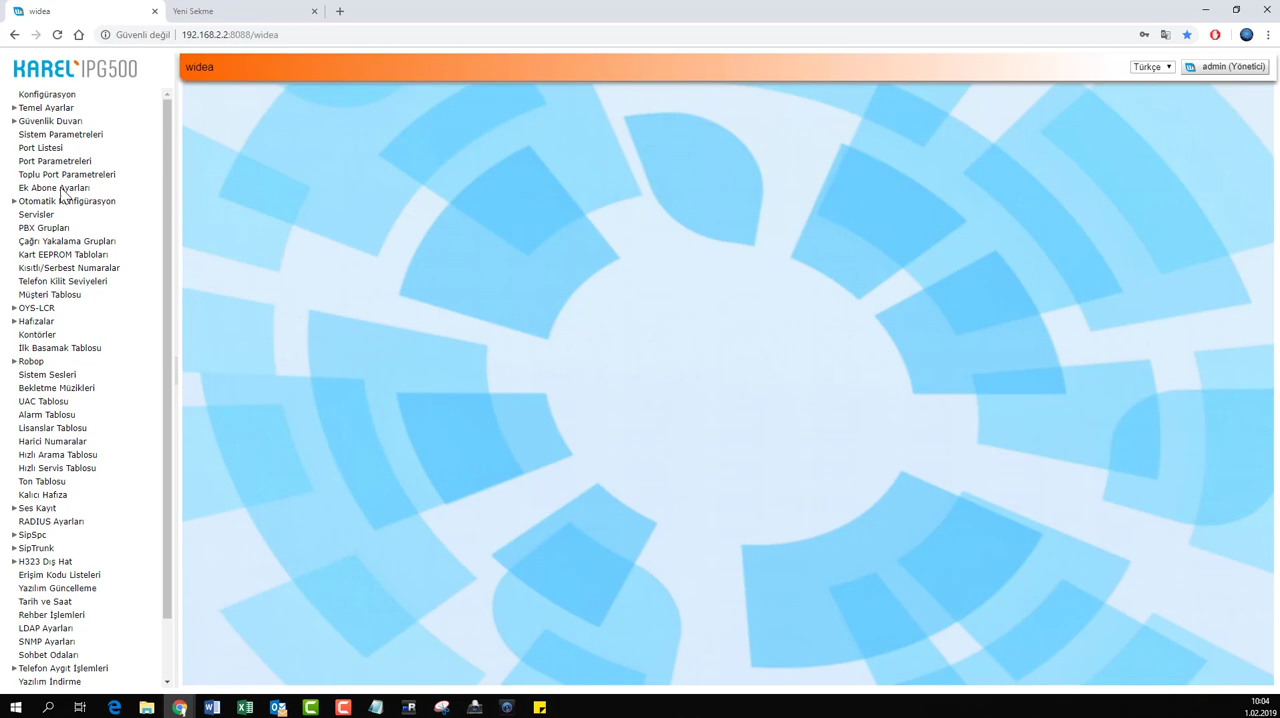 widea
Yeni Sekme
Güvenli değil
192.168.2.2:8088/widea
KAREL IPG500
widea
Türkçe
admin (Yönetici)
Konfigürasyon
Temel Ayarlar
Güvenlik Duvarı
Sistem Parametreleri
Port Listesi
Port Parametreleri
Toplu Port Parametreleri
Ek Abone Ayarları
Otomatik Konfigürasyon
Servisler
PBX Grupları
Çağrı Yakalama Grupları
Kart EEPROM Tabloları
Kısıtlı/Serbest Numaralar
Telefon Kilit Seviyeleri
Müşteri Tablosu
OYS-LCR
Hafızalar
Kontörler
İlk Basamak Tablosu
Robop
Sistem Sesleri
Bekletme Müzikleri
UAC Tablosu
Alarm Tablosu
Lisanslar Tablosu
Harici Numaralar
Hızlı Arama Tablosu
Hızlı Servis Tablosu
Ton Tablosu
Kalıcı Hafıza
Ses Kayıt
RADIUS Ayarları
SipSpc
SipTrunk
H323 Dış Hat
Erişim Kodu Listeleri
Yazılım Güncelleme
Tarih ve Saat
Rehber İşlemleri
LDAP Ayarları
SNMP Ayarları
Sohbet Odaları
Telefon Aygıt İşlemleri
Yazılım İndirme
10:04
1.02.2019